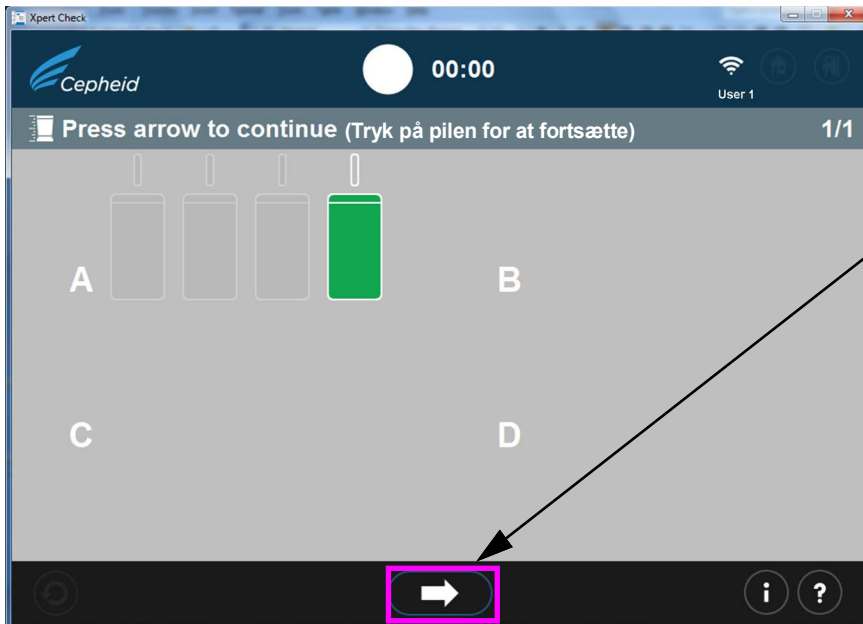 Xpert Check
Cepheid
00:00
User 1
Press arrow to continue (Tryk på pilen for at fortsætte)
1/1
A
B
C
D
i
?